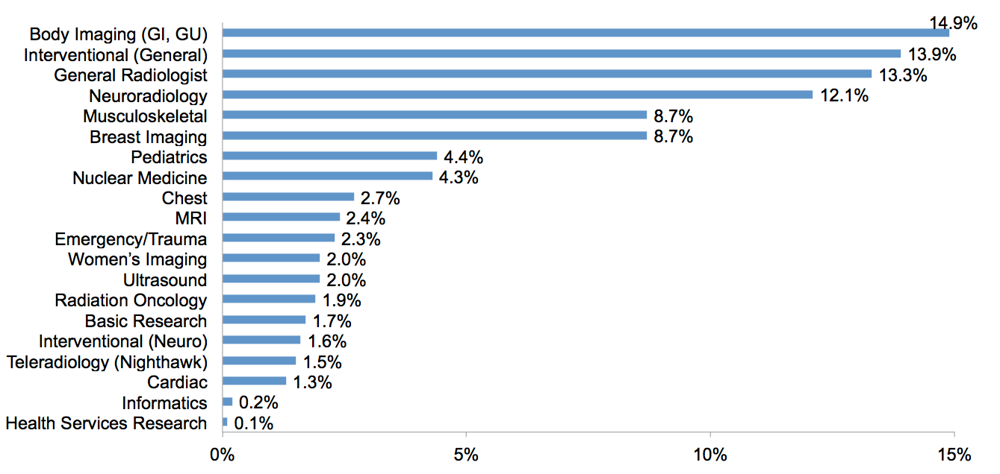 Body Imaging (GI, GU) 14.9%
Interventional (General) 13.9%
General Radiologist 13.3%
Neuroradiology 12.1%
Musculoskeletal 8.7%
Breast Imaging 8.7%
Pediatrics 4.4%
Nuclear Medicine 4.3%
Chest 2.7%
MRI 2.4%
Emergency/Trauma 2.3%
Women’s Imaging 2.0%
Ultrasound 2.0%
Radiation Oncology 1.9%
Basic Research 1.7%
Interventional (Neuro) 1.6%
Teleradiology (Nighthawk) 1.5%
Cardiac 1.3%
Informatics 0.2%
Health Services Research 0.1%
0% 5% 10% 15%